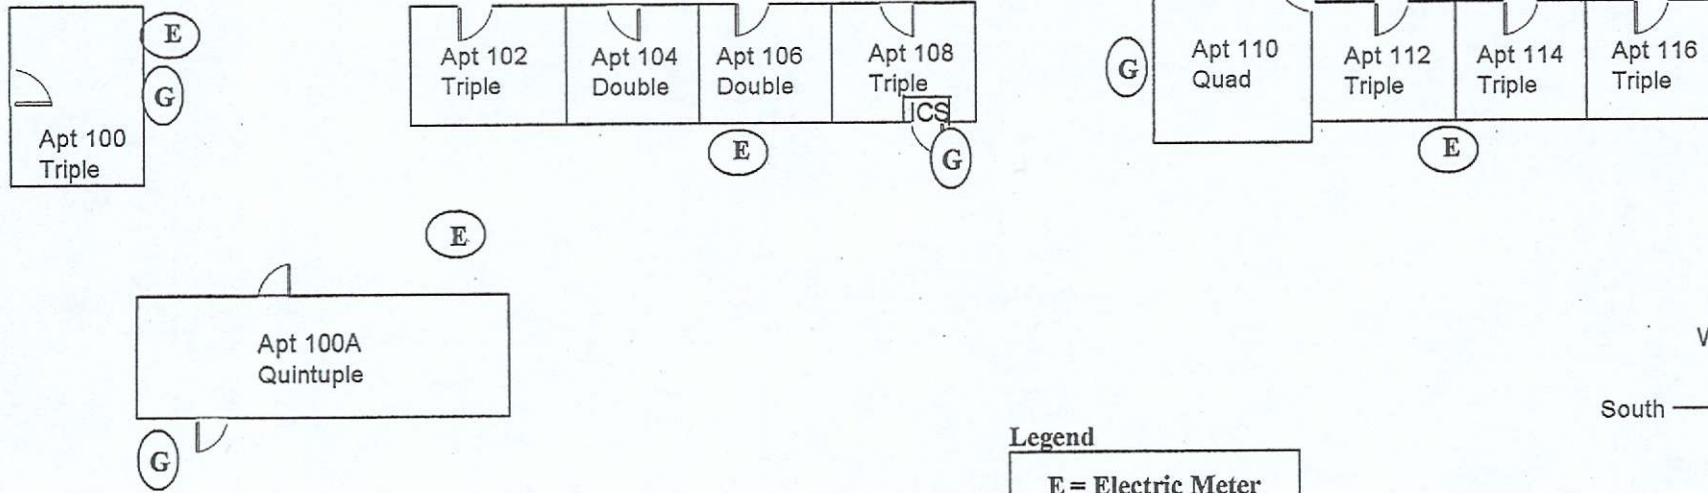 E
G
Apt 100
Triple
Apt 102
Triple
Apt 104
Double
Apt 106
Double
Apt 108
Triple
CS
E
G
G
Apt 110
Quad
Apt 112
Triple
Apt 114
Triple
Apt 116
Triple
E
E
Apt 100A
Quintuple
G
South
Legend
E = Electric Meter